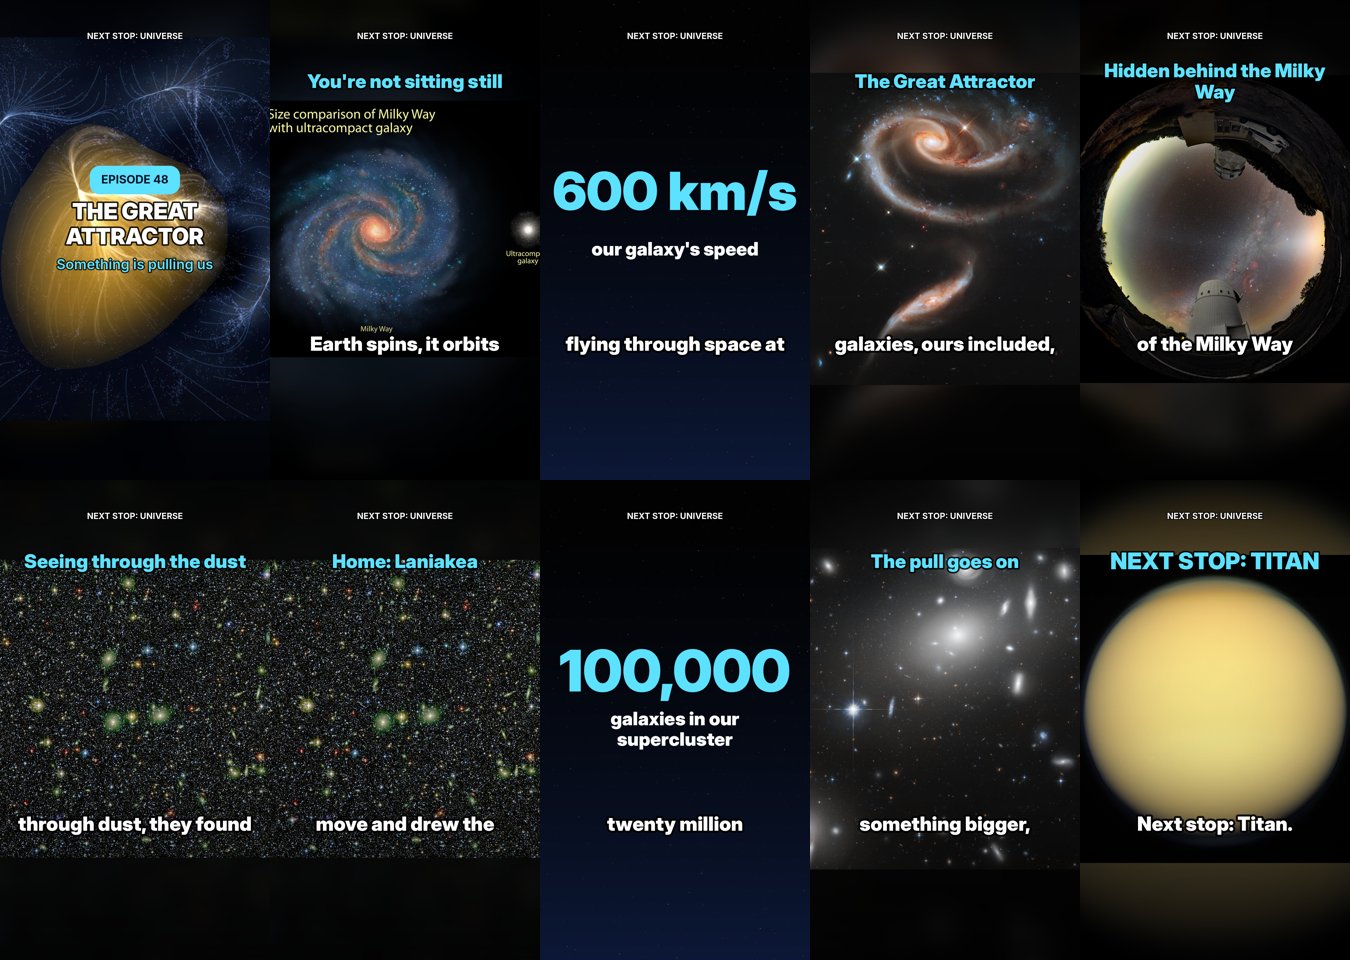 NEXT STOP: UNIVERSE
EPISODE 48
THE GREAT
ATTRACTOR
Something is pulling us
NEXT STOP: UNIVERSE
You're not sitting still
Size comparison of Milky Way
with ultracompact galaxy
Ultracomp
galaxy
Milky Way
Earth spins, it orbits
NEXT STOP: UNIVERSE
600 km/s
our galaxy's speed
flying through space at
NEXT STOP: UNIVERSE
The Great Attractor
galaxies, ours included,
NEXT STOP: UNIVERSE
Hidden behind the Milky
Way
of the Milky Way
NEXT STOP: UNIVERSE
Seeing through the dust
through dust, they found
NEXT STOP: UNIVERSE
Home: Laniakea
move and drew the
NEXT STOP: UNIVERSE
100,000
galaxies in our
supercluster
twenty million
NEXT STOP: UNIVERSE
The pull goes on
something bigger,
NEXT STOP: UNIVERSE
NEXT STOP: TITAN
Next stop: Titan.